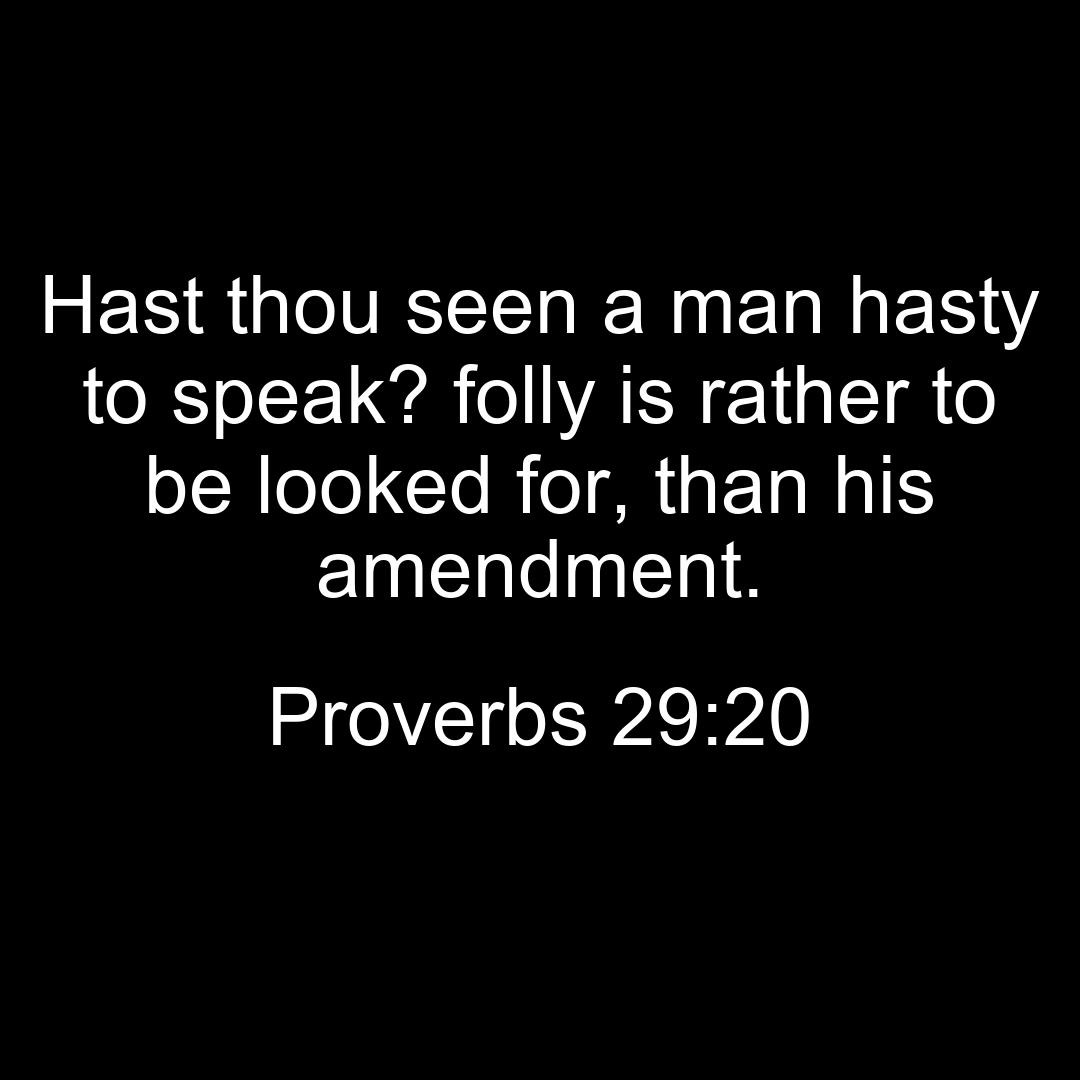 Hast thou seen a man hasty
to speak? folly is rather to
be looked for, than his
amendment.
Proverbs 29:20